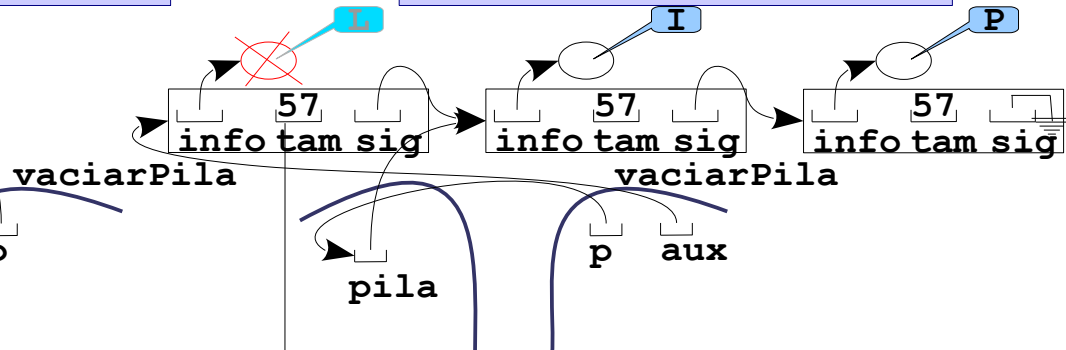 L I P
57 57 57
info tam sig info tam sig info tam sig
vaciarPila vaciarPila
p aux
pila